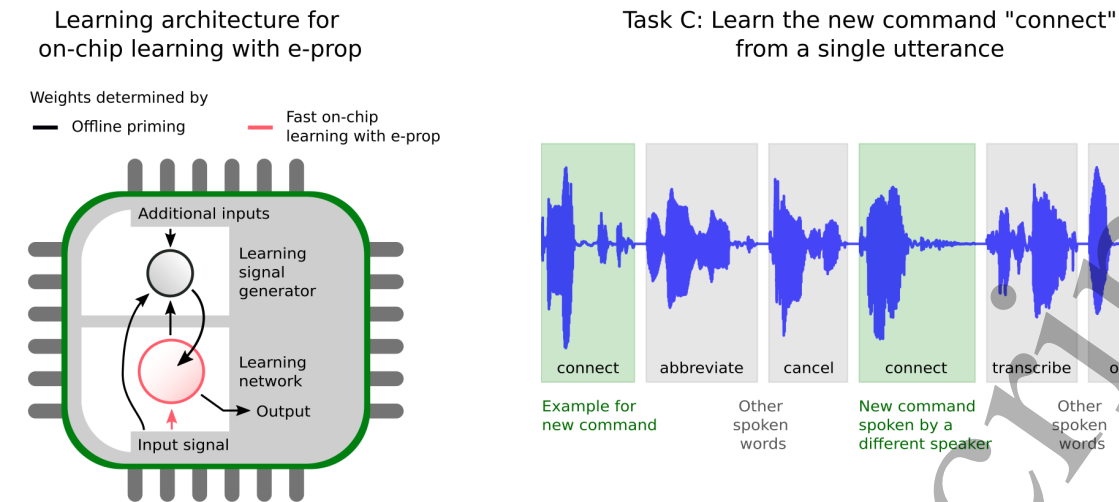 Learning architecture for
on-chip learning with e-prop
Weights determined by
Offline priming
Fast on-chip
learning with e-prop
Additional inputs
Learning
signal
generator
Learning
network
Output
Input signal
Task C: Learn the new command "connect"
from a single utterance
connect
abbreviate
cancel
connect
transcribe
Example for
new command
Other
spoken
words
New command
spoken by a
different speaker
Other
spoken
words